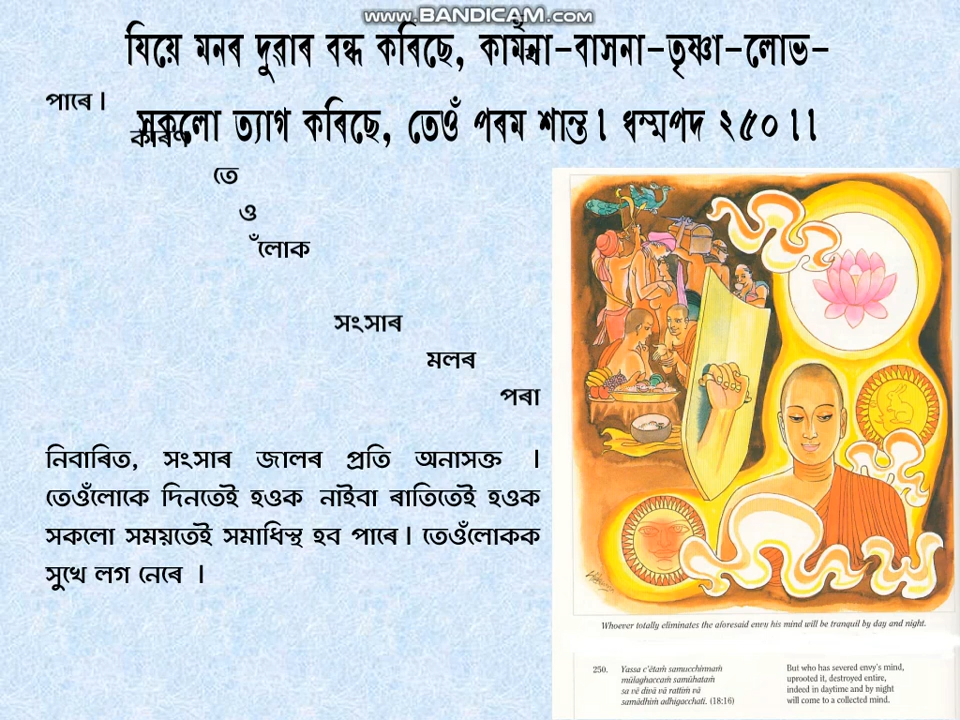 www.BANDICAM.com
যিয়ে মনৰ দুৱাৰ বন্ধ কৰিছে, কামনা-বাসনা-তৃষ্ণা-লোভ-
সকলো ত্যাগ কৰিছে, তেওঁ পৰম শান্ত। ধম্মপদ ২৫০।।
পাৰে।
কাৰণ
তে
ও
ঁলোক
সংসাৰ
মলৰ
পৰা
নিবাৰিত, সংসাৰ জালৰ প্ৰতি অনাসক্ত ।
তেওঁলোকে দিনতেই হওক নাইবা ৰাতিতেই হওক
সকলো সময়তেই সমাধিস্থ হব পাৰে। তেওঁলোকক
সুখে লগ নেৰে ।
Whoever totally eliminates the aforesaid envy his mind will be tranquil by day and night.
250. Yassa c'ētaṁ samucchinnaṁ
mūlaghaccaṁ samūhataṁ
sa vē divā vā rattiṁ vā
samādhiṁ adhigacchati. (18:16)
But who has severed envy's mind,
uprooted it, destroyed entire,
indeed in daytime and by night
will come to a collected mind.